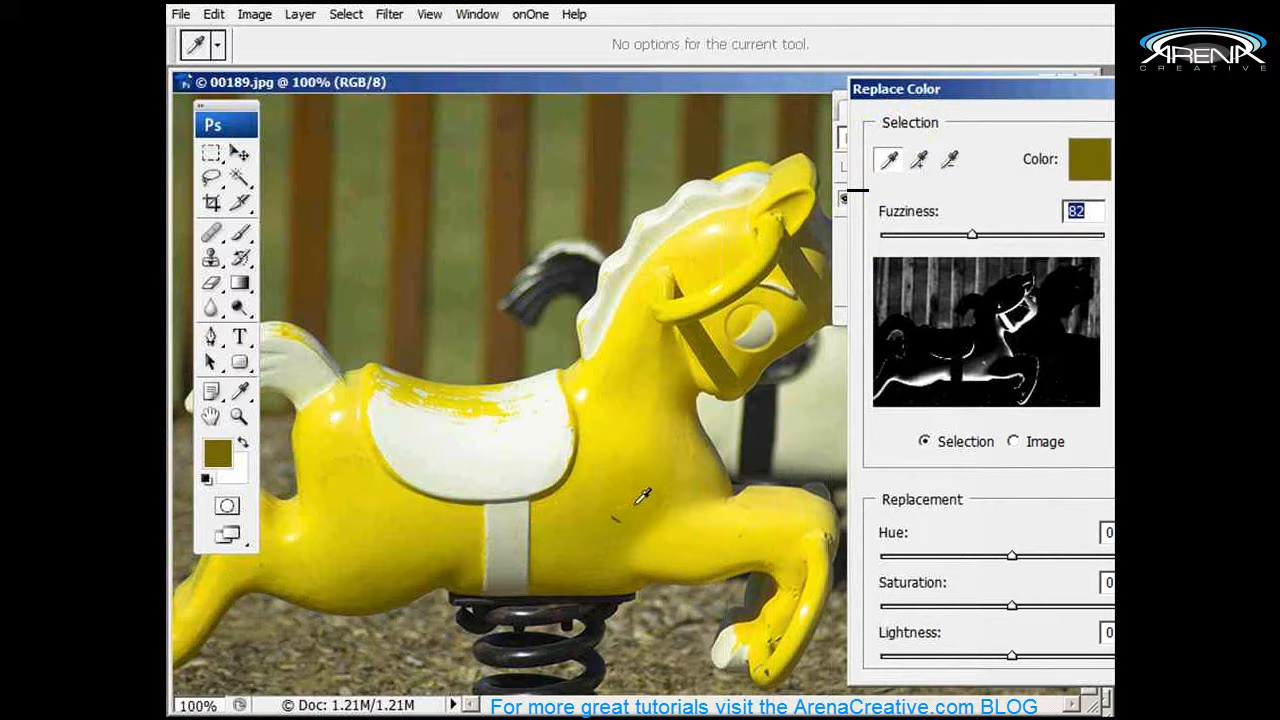 File Edit Image Layer Select Filter View Window onOne Help
ARENA
CREATIVE
No options for the current tool.
© 00189.jpg @ 100% (RGB/8)
Replace Color
Ps
Selection
Color:
Fuzziness: 82
Selection Image
Replacement
Hue: 0
Saturation: 0
Lightness: 0
T
100% © Doc: 1.21M/1.21M
For more great tutorials visit the ArenaCreative.com BLOG